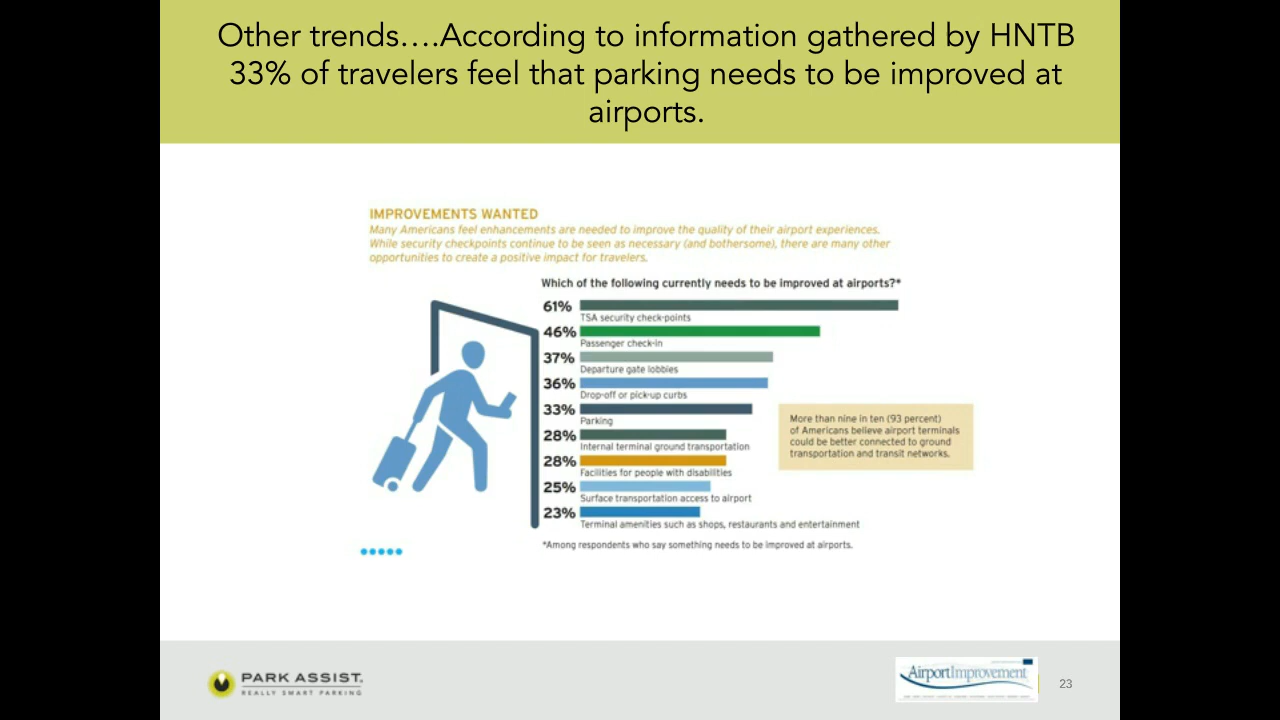 Other trends....According to information gathered by HNTB
33% of travelers feel that parking needs to be improved at
airports.
IMPROVEMENTS WANTED
Many Americans feel enhancements are needed to improve the quality of their airport experiences.
While security checkpoints continue to be seen as necessary (and bothersome), there are many other
opportunities to create a positive impact for travelers.
Which of the following currently needs to be improved at airports?*
61%
TSA security check-points
46%
Passenger check-in
37%
Departure gate lobbies
36%
Drop-off or pick-up curbs
33%
Parking
28%
Internal terminal ground transportation
28%
Facilities for people with disabilities
25%
Surface transportation access to airport
23%
Terminal amenities such as shops, restaurants and entertainment
*Among respondents who say something needs to be improved at airports.
More than nine in ten (93 percent)
of Americans believe airport terminals
could be better connected to ground
transportation and transit networks.
PARK ASSIST.
REALLY SMART PARKING
AirportImprovement
23